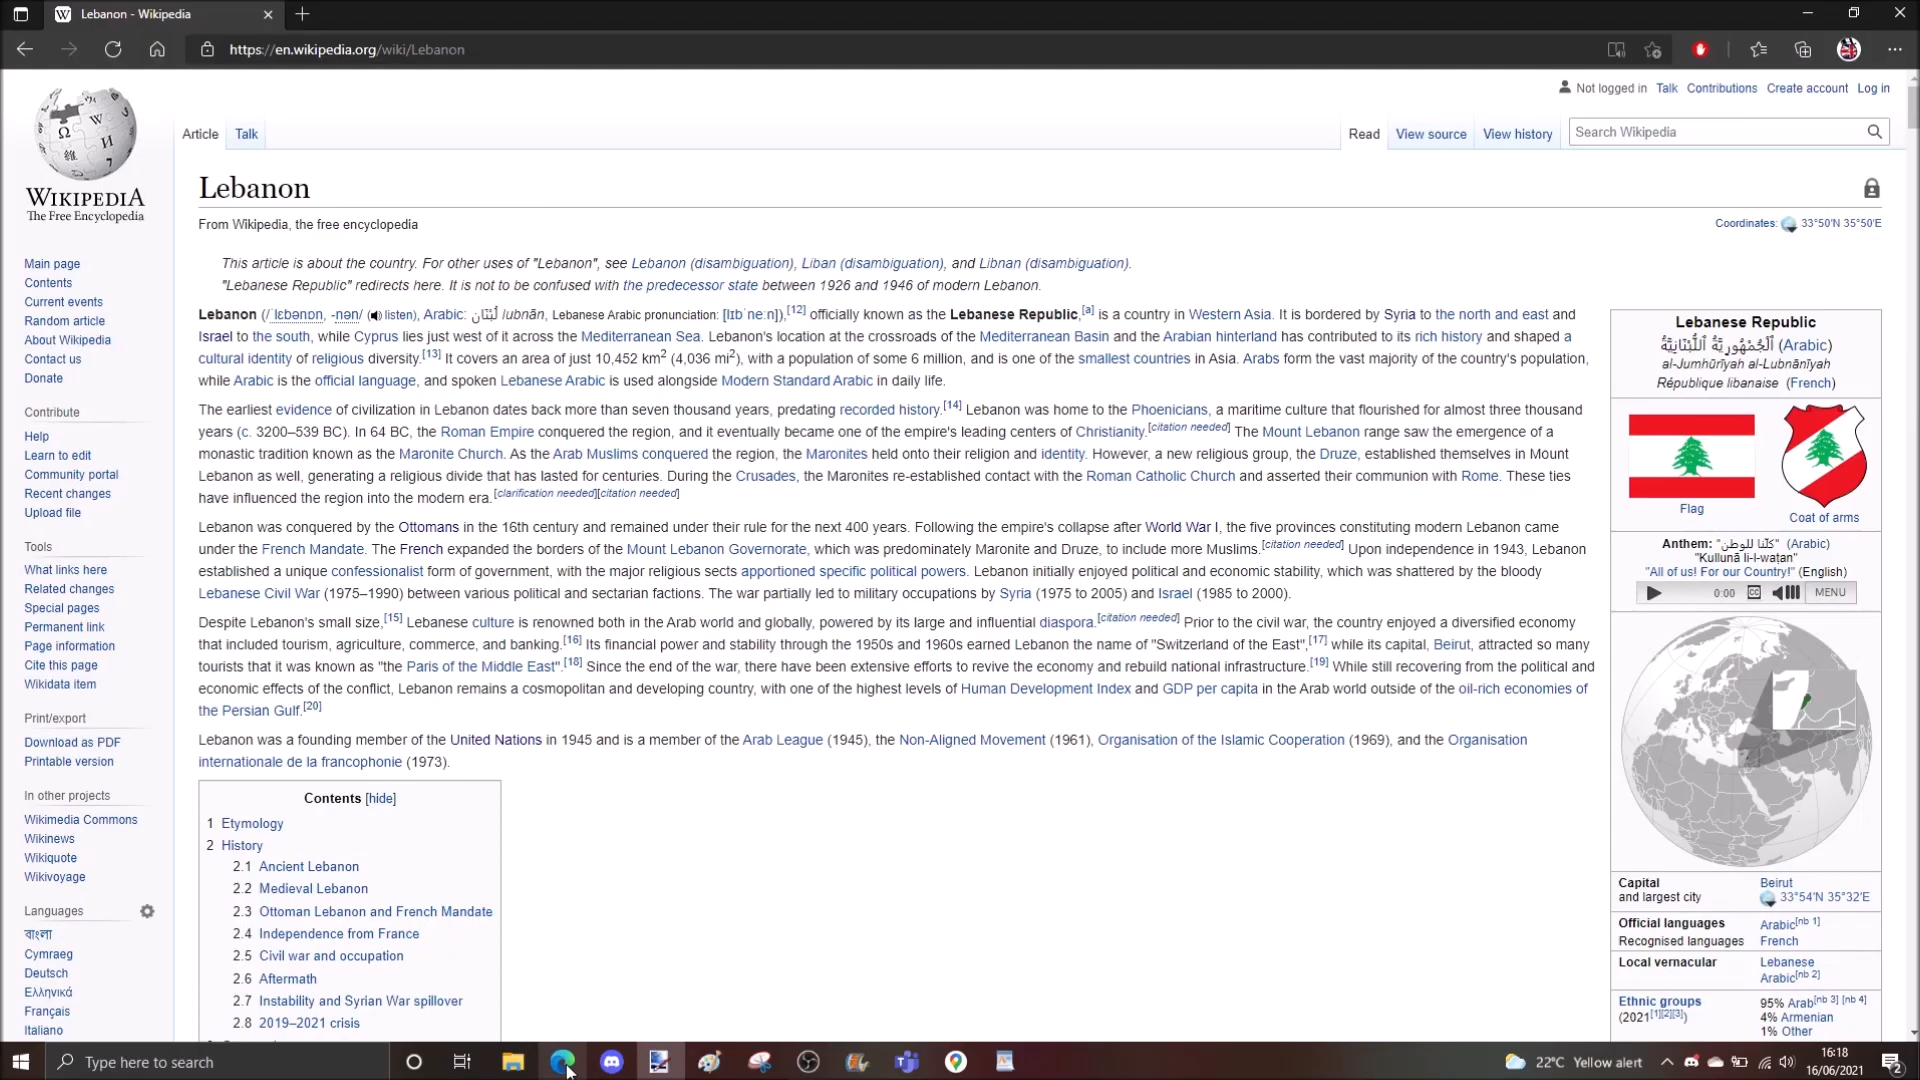 Lebanon - Wikipedia
https://en.wikipedia.org/wiki/Lebanon
Not logged in Talk Contributions Create account Log in
Article Talk
Read View source View history Search Wikipedia
WIKIPEDIA
The Free Encyclopedia
Lebanon
From Wikipedia, the free encyclopedia
Coordinates: 33°50′N 35°50′E
This article is about the country. For other uses of "Lebanon", see Lebanon (disambiguation), Liban (disambiguation), and Libnan (disambiguation).
"Lebanese Republic" redirects here. It is not to be confused with the predecessor state between 1926 and 1946 of modern Lebanon.
Lebanon (/ˈlɛbənɒn, -nən/ (listen), Arabic: لُبْنَان lubnān, Lebanese Arabic pronunciation: [lɪbˈneːn]),[12] officially known as the Lebanese Republic,[a] is a country in Western Asia. It is bordered by Syria to the north and east and
Israel to the south, while Cyprus lies just west of it across the Mediterranean Sea. Lebanon's location at the crossroads of the Mediterranean Basin and the Arabian hinterland has contributed to its rich history and shaped a
cultural identity of religious diversity.[13] It covers an area of just 10,452 km2 (4,036 mi2), with a population of some 6 million, and is one of the smallest countries in Asia. Arabs form the vast majority of the country's population,
while Arabic is the official language, and spoken Lebanese Arabic is used alongside Modern Standard Arabic in daily life.
The earliest evidence of civilization in Lebanon dates back more than seven thousand years, predating recorded history.[14] Lebanon was home to the Phoenicians, a maritime culture that flourished for almost three thousand
years (c. 3200–539 BC). In 64 BC, the Roman Empire conquered the region, and it eventually became one of the empire's leading centers of Christianity.[citation needed] The Mount Lebanon range saw the emergence of a
monastic tradition known as the Maronite Church. As the Arab Muslims conquered the region, the Maronites held onto their religion and identity. However, a new religious group, the Druze, established themselves in Mount
Lebanon as well, generating a religious divide that has lasted for centuries. During the Crusades, the Maronites re-established contact with the Roman Catholic Church and asserted their communion with Rome. These ties
have influenced the region into the modern era.[clarification needed][citation needed]
Lebanon was conquered by the Ottomans in the 16th century and remained under their rule for the next 400 years. Following the empire's collapse after World War I, the five provinces constituting modern Lebanon came
under the French Mandate. The French expanded the borders of the Mount Lebanon Governorate, which was predominately Maronite and Druze, to include more Muslims.[citation needed] Upon independence in 1943, Lebanon
established a unique confessionalist form of government, with the major religious sects apportioned specific political powers. Lebanon initially enjoyed political and economic stability, which was shattered by the bloody
Lebanese Civil War (1975–1990) between various political and sectarian factions. The war partially led to military occupations by Syria (1975 to 2005) and Israel (1985 to 2000).
Despite Lebanon's small size,[15] Lebanese culture is renowned both in the Arab world and globally, powered by its large and influential diaspora.[citation needed] Prior to the civil war, the country enjoyed a diversified economy
that included tourism, agriculture, commerce, and banking.[16] Its financial power and stability through the 1950s and 1960s earned Lebanon the name of "Switzerland of the East",[17] while its capital, Beirut, attracted so many
tourists that it was known as "the Paris of the Middle East".[18] Since the end of the war, there have been extensive efforts to revive the economy and rebuild national infrastructure.[19] While still recovering from the political and
economic effects of the conflict, Lebanon remains a cosmopolitan and developing country, with one of the highest levels of Human Development Index and GDP per capita in the Arab world outside of the oil-rich economies of
the Persian Gulf.[20]
Lebanon was a founding member of the United Nations in 1945 and is a member of the Arab League (1945), the Non-Aligned Movement (1961), Organisation of the Islamic Cooperation (1969), and the Organisation
internationale de la francophonie (1973).
Contents [hide]
1 Etymology
2 History
2.1 Ancient Lebanon
2.2 Medieval Lebanon
2.3 Ottoman Lebanon and French Mandate
2.4 Independence from France
2.5 Civil war and occupation
2.6 Aftermath
2.7 Instability and Syrian War spillover
2.8 2019–2021 crisis
Main page
Contents
Current events
Random article
About Wikipedia
Contact us
Donate
Contribute
Help
Learn to edit
Community portal
Recent changes
Upload file
Tools
What links here
Related changes
Special pages
Permanent link
Page information
Cite this page
Wikidata item
Print/export
Download as PDF
Printable version
In other projects
Wikimedia Commons
Wikinews
Wikiquote
Wikivoyage
Languages
বাংলা
Cymraeg
Deutsch
Ελληνικά
Français
Italiano
Lebanese Republic
ٱلْجُمْهُورِيَّةُ ٱللُّبْنَانِيَّةُ (Arabic)
al-Jumhūrīyah al-Lubnānīyah
République libanaise (French)
Flag
Coat of arms
Anthem: "كلّنا للوطن" (Arabic)
"Kullunā li-l-waṭan"
"All of us! For our Country!" (English)
0:00 CC MENU
Capital
and largest city
Beirut
33°54′N 35°32′E
Official languages Arabic[nb 1]
Recognised languages French
Local vernacular Lebanese
Arabic[nb 2]
Ethnic groups
(2021[1][2][3])
95% Arab[nb 3] [nb 4]
4% Armenian
1% Other
Type here to search
22°C Yellow alert
16:18
16/06/2021
2